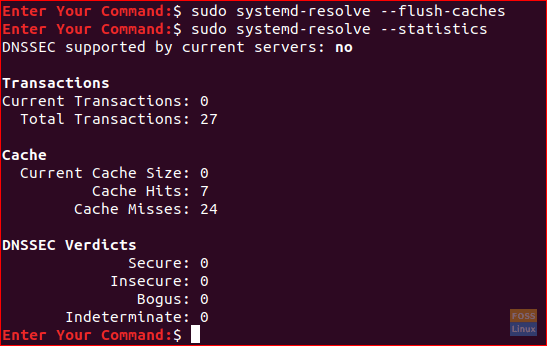 Enter Your Command:$ sudo systemd-resolve --flush-caches
Enter Your Command:$ sudo systemd-resolve --statistics
DNSSEC supported by current servers: no
Transactions
Current Transactions: 0
Total Transactions: 27
Cache
Current Cache Size: 0
Cache Hits: 7
Cache Misses: 24
DNSSEC Verdicts
Secure: 0
Insecure: 0
Bogus: 0
Indeterminate: 0
Enter Your Command:$
FOSS
Linux